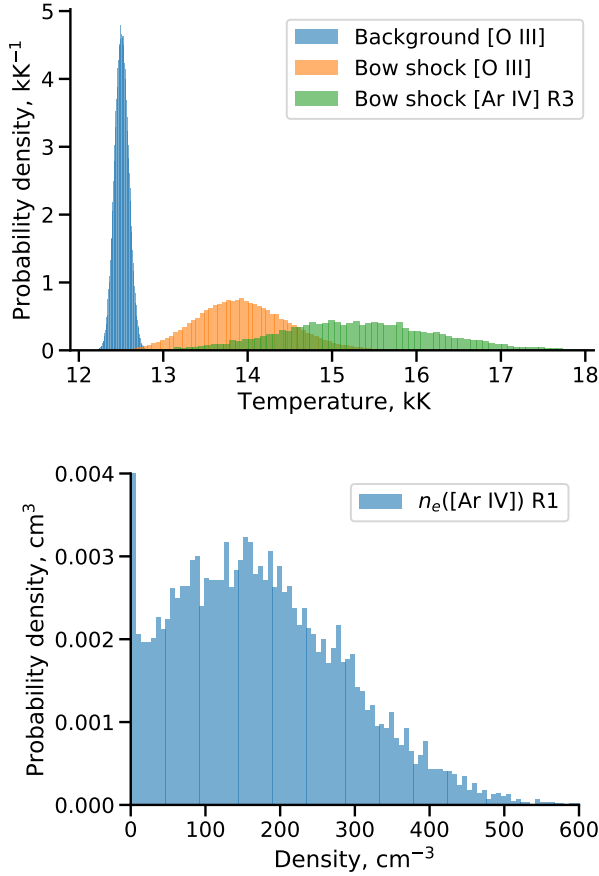 Probability density, kK⁻¹
5
4
3
2
1
0
Background [O III]
Bow shock [O III]
Bow shock [Ar IV] R3
12 13 14 15 16 17 18
Temperature, kK
Probability density, cm³
0.004
0.003
0.002
0.001
0.000
nₑ([Ar IV]) R1
0 100 200 300 400 500 600
Density, cm⁻³